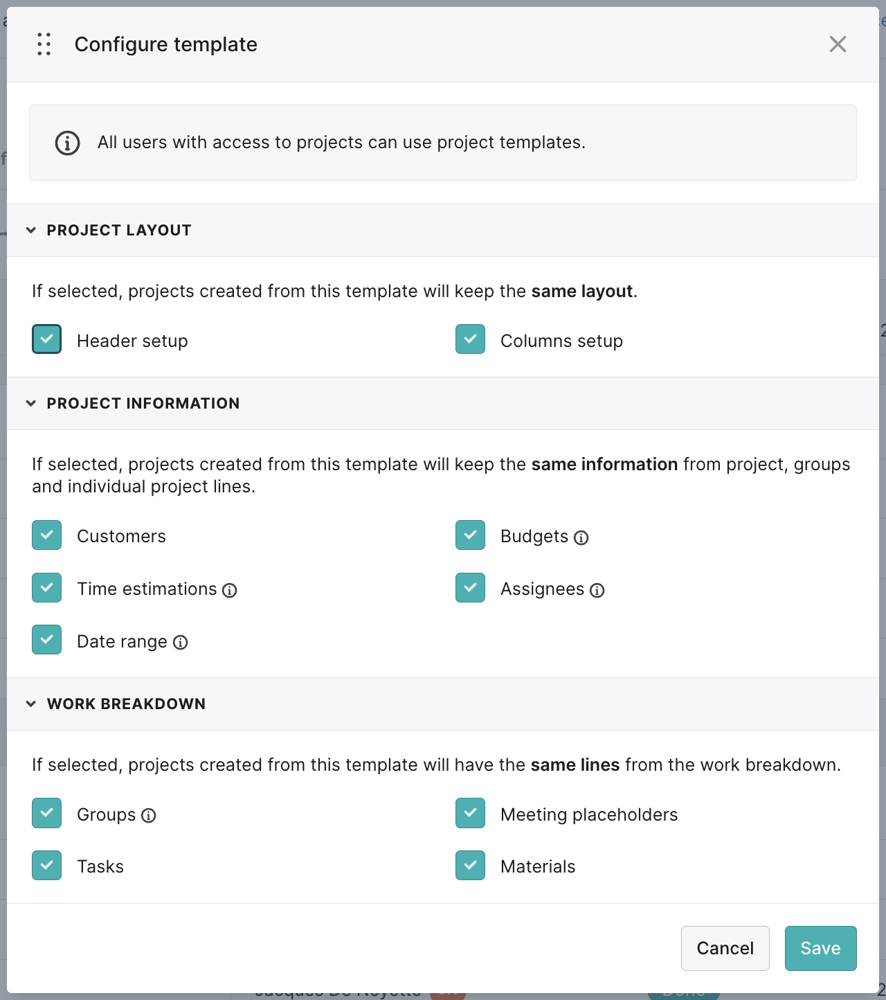 Configure template
All users with access to projects can use project templates.
PROJECT LAYOUT
If selected, projects created from this template will keep the same layout.
Header setup
Columns setup
PROJECT INFORMATION
If selected, projects created from this template will keep the same information from project, groups
and individual project lines.
Customers
Budgets
Time estimations
Assignees
Date range
WORK BREAKDOWN
If selected, projects created from this template will have the same lines from the work breakdown.
Groups
Meeting placeholders
Tasks
Materials
Cancel
Save